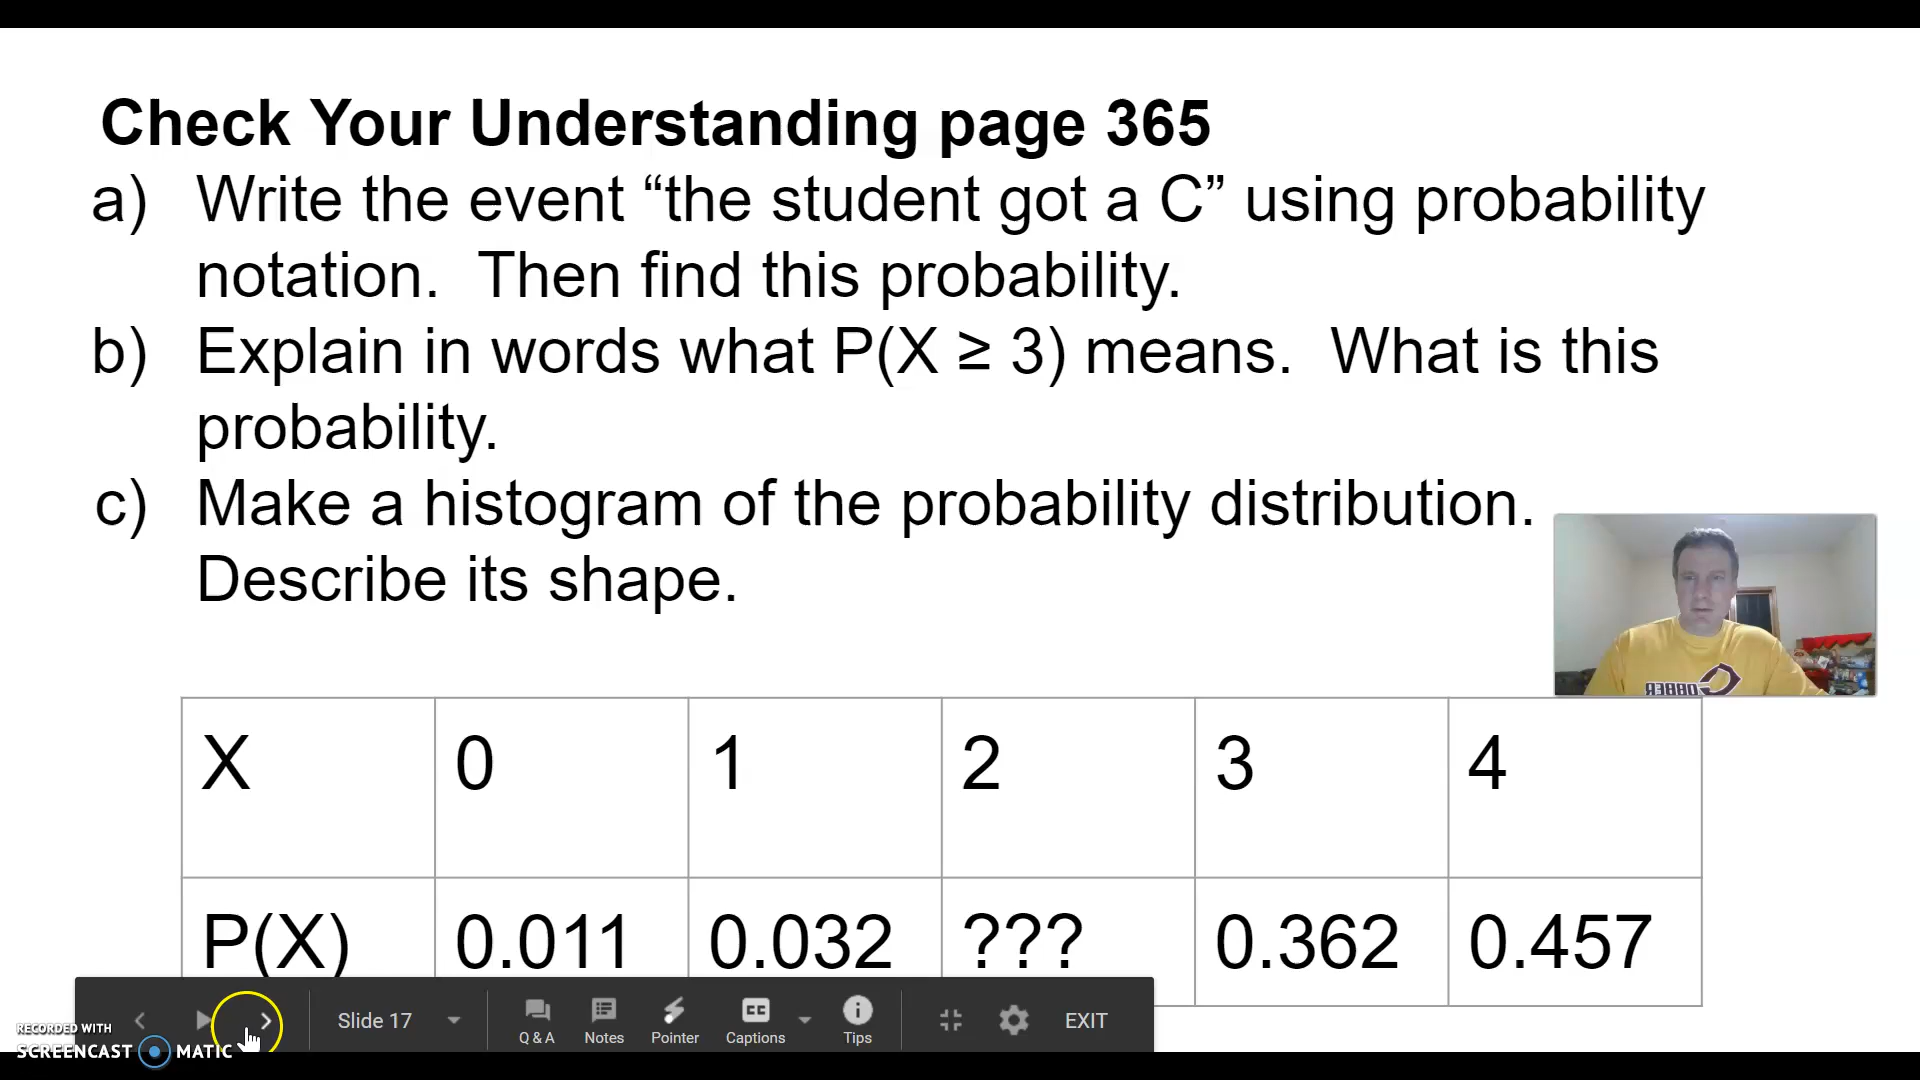 Check Your Understanding page 365
a) Write the event “the student got a C” using probability
notation. Then find this probability.
b) Explain in words what P(X ≥ 3) means. What is this
probability.
c) Make a histogram of the probability distribution.
Describe its shape.
X 0 1 2 3 4
P(X) 0.011 0.032 ??? 0.362 0.457
Slide 17
Q & A Notes Pointer Captions Tips EXIT
RECORDED WITH
SCREENCAST MATIC